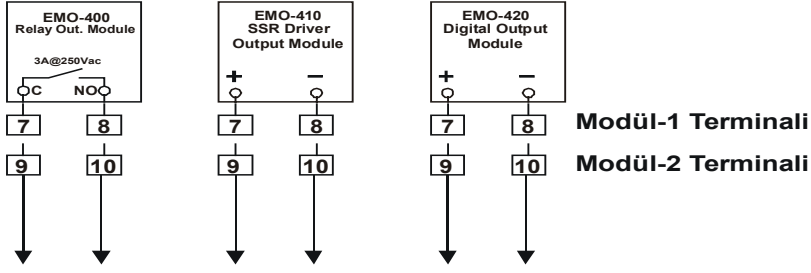 EMO-400
Relay Out. Module
3A@250Vac
C NO
7 8
9 10
EMO-410
SSR Driver
Output Module
+ −
7 8
9 10
EMO-420
Digital Output
Module
+ −
7 8
9 10
Modül-1 Terminali
Modül-2 Terminali